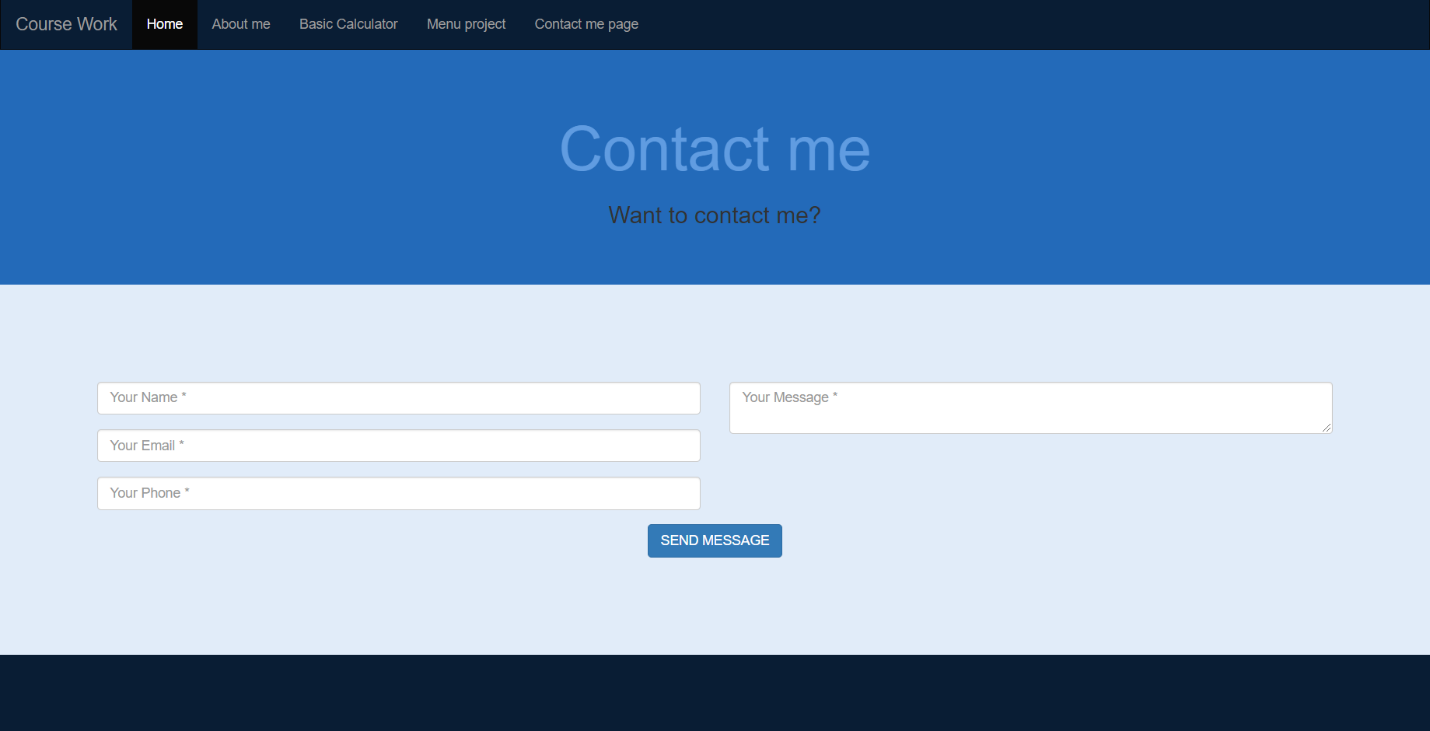 Course Work Home About me Basic Calculator Menu project Contact me page
Contact me
Want to contact me?
Your Name *
Your Email *
Your Phone *
Your Message *
SEND MESSAGE